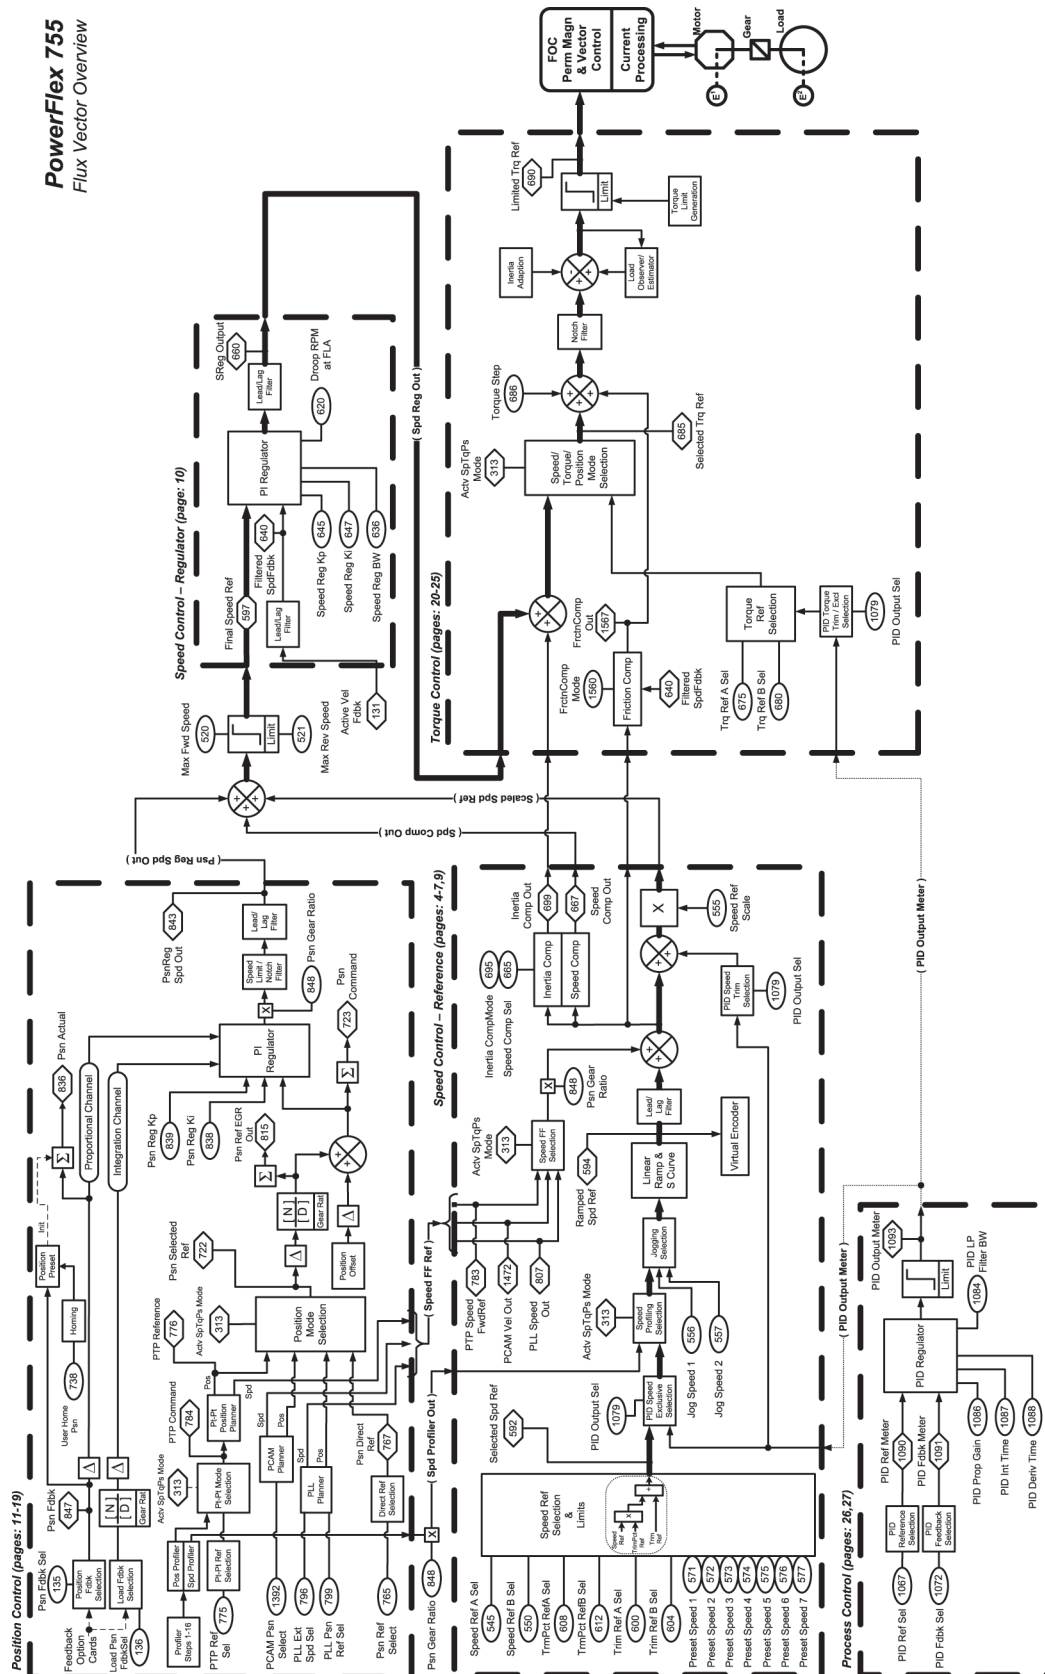 PowerFlex 755
Flux Vector Overview
Position Control (pages: 11-19)
Psn Fdbk Sel
135
Feedback
Option
Cards
Position
Fdbk
Selection
Psn Fdbk
847
Δ
Load Psn
FdbkSel
136
Load Fdbk
Selection
[ N ]
[ D ]
Gear Rat
Δ
User Home
Psn
738
Homing
Position
Preset
Init
Σ
836
Psn Actual
Proportional Channel
Integration Channel
Profiler
Steps 1-16
Pos Profiler
Spd Profiler
PTP Ref
Sel
775
Pt-Pt Ref
Selection
Actv SpTqPs Mode
313
Pt-Pt Mode
Selection
PTP Command
784
Pt-Pt
Position
Planner
Pos
Spd
PTP Reference
776
Actv SpTqPs Mode
313
Position
Mode
Selection
Psn Selected
Ref
722
Δ
[ N ]
[ D ]
Gear Rat
Σ
Psn Ref EGR
Out
815
Position
Offset
Δ
+
+
Psn Reg Kp
839
Psn Reg Ki
838
PI
Regulator
X
848
Psn Gear Ratio
Speed
Limit /
Notch
Filter
Lead/
Lag
Filter
PsnReg
Spd Out
843
Σ
723
Psn
Command
PCAM Psn
Select
1392
PCAM
Planner
Spd
Pos
PLL Ext
Spd Sel
796
PLL Psn
Ref Sel
799
PLL
Planner
Spd
Pos
Psn Ref
Select
765
Direct Ref
Selection
Psn Direct
Ref
767
Psn Gear Ratio
848
X
( Spd Profiler Out )
( Speed FF Ref )
( Psn Reg Spd Out )
( Spd Comp Out )
( Scaled Spd Ref )
+
+
+
Max Fwd Speed
520
Limit
521
Max Rev Speed
Speed Control – Regulator (page: 10)
Final Speed Ref
597
Active Vel
Fdbk
131
Lead/Lag
Filter
Filtered
SpdFdbk
640
PI Regulator
Speed Reg Kp
645
Speed Reg Ki
647
Speed Reg BW
636
620
Droop RPM
at FLA
Lead/Lag
Filter
SReg Output
660
( Spd Reg Out )
Speed Control – Reference (pages: 4-7,9)
Speed Ref A Sel
545
Speed Ref B Sel
550
TrmPct RefA Sel
608
TrmPct RefB Sel
612
Trim Ref A Sel
600
Trim Ref B Sel
604
Preset Speed 1
571
Preset Speed 2
572
Preset Speed 3
573
Preset Speed 4
574
Preset Speed 5
575
Preset Speed 6
576
Preset Speed 7
577
Speed Ref
Selection
&
Limits
Speed
Ref
TrimPct
Ref
Trim
Ref
X
+
Selected Spd Ref
592
PID Output Sel
1079
PID Speed
Exclusive
Selection
Actv SpTqPs Mode
313
Speed
Profiling
Selection
Jog Speed 1
556
Jog Speed 2
557
Jogging
Selection
Linear
Ramp &
S Curve
Ramped
Spd Ref
594
Lead/
Lag
Filter
Virtual Encoder
PTP Speed
FwdRef
783
PCAM Vel Out
1472
PLL Speed
Out
807
Actv SpTqPs
Mode
313
Speed FF
Selection
X
848
Psn Gear
Ratio
+
+
Inertia CompMode
695
Speed Comp Sel
665
Inertia Comp
Speed Comp
Inertia
Comp Out
699
667
Speed
Comp Out
+
+
PID Speed
Trim
Selection
1079
PID Output Sel
X
555
Speed Ref
Scale
Torque Control (pages: 20-25)
+
+
FrctnComp
Mode
1560
Friction Comp
FrctnComp
Out
1567
640
Filtered
SpdFdbk
Trq Ref A Sel
675
Trq Ref B Sel
680
Torque
Ref
Selection
PID Torque
Trim / Excl
Selection
1079
PID Output Sel
Actv SpTqPs
Mode
313
Speed/
Torque/
Position
Mode
Selection
685
Selected Trq Ref
Torque Step
686
+
+
+
Notch
Filter
Inertia
Adaption
+
-
+
Load
Observer/
Estimator
Limit
Torque
Limit
Generation
Limited Trq Ref
690
FOC
Perm Magn
& Vector
Control
Current
Processing
Motor
Gear
Load
E1
E2
Process Control (pages: 26,27)
PID Ref Sel
1067
PID
Reference
Selection
PID Ref Meter
1090
PID Fdbk Sel
1072
PID
Feedback
Selection
PID Fdbk Meter
1091
PID Regulator
PID Prop Gain
1086
PID Int Time
1087
PID Deriv Time
1088
1084
PID LP
Filter BW
Limit
PID Output Meter
1093
( PID Output Meter )
( PID Output Meter )